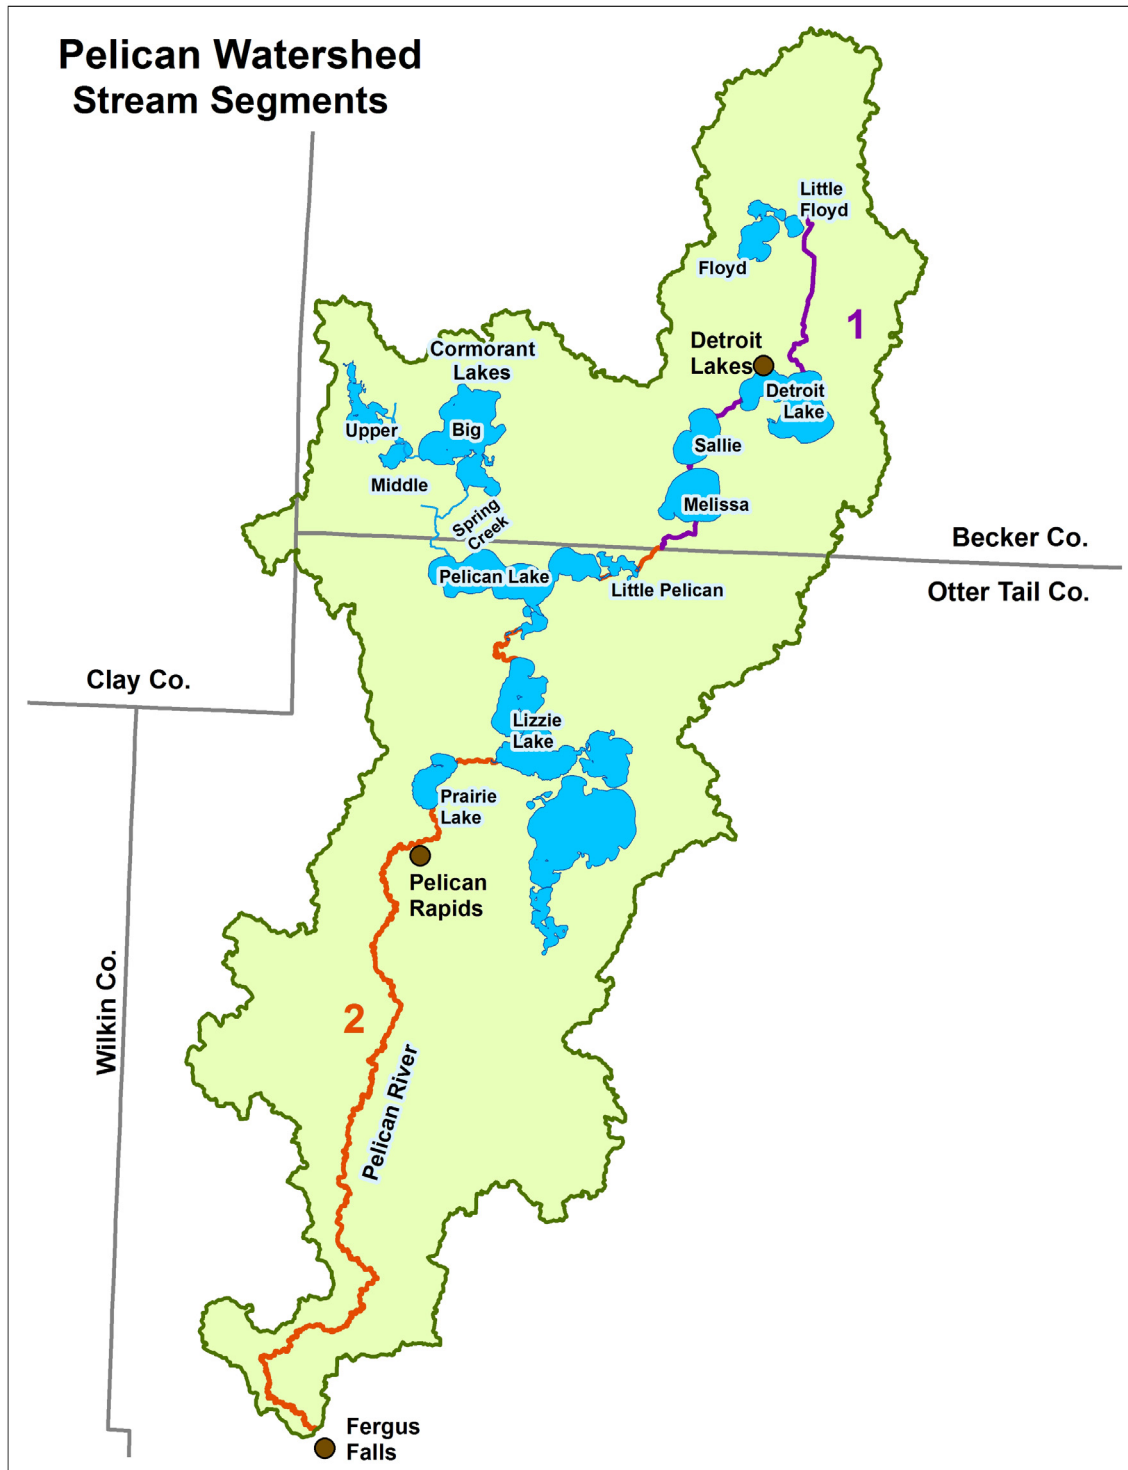 Pelican Watershed
Stream Segments
Little
Floyd
Floyd
1
Detroit
Lakes
Cormorant
Lakes
Detroit
Lake
Upper
Big
Sallie
Middle
Melissa
Spring
Creek
Becker Co.
Pelican Lake
Little Pelican
Otter Tail Co.
Clay Co.
Lizzie
Lake
Prairie
Lake
Pelican
Rapids
Wilkin Co.
2
Pelican River
Fergus
Falls